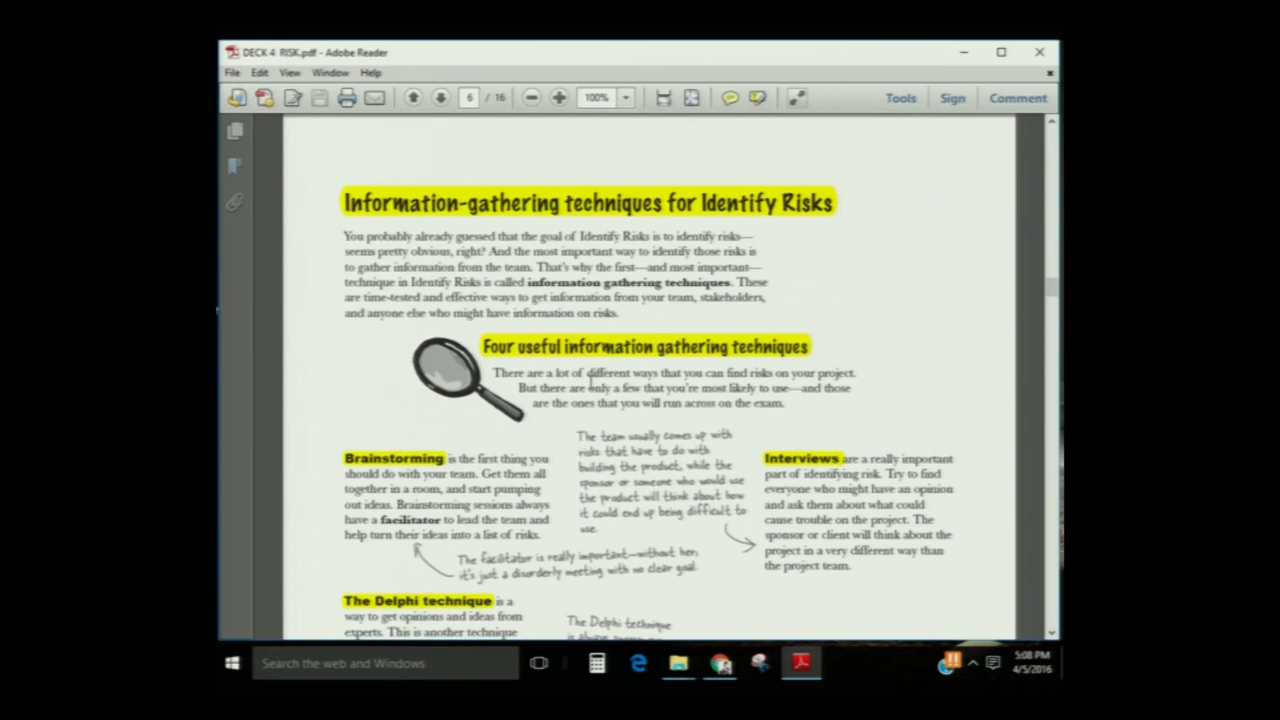 DECK 4 RISK.pdf - Adobe Reader
File Edit View Window Help
6 / 16
100%
Tools Sign Comment
Information-gathering techniques for Identify Risks
You probably already guessed that the goal of Identify Risks is to identify risks—
seems pretty obvious, right? And the most important way to identify those risks is
to gather information from the team. That's why the first—and most important—
technique in Identify Risks is called information gathering techniques. These
are time-tested and effective ways to get information from your team, stakeholders,
and anyone else who might have information on risks.
Four useful information gathering techniques
There are a lot of different ways that you can find risks on your project.
But there are only a few that you're most likely to use—and those
are the ones that you will run across on the exam.
Brainstorming is the first thing you
should do with your team. Get them all
together in a room, and start pumping
out ideas. Brainstorming sessions always
have a facilitator to lead the team and
help turn their ideas into a list of risks.
The team usually comes up with
risks that have to do with
building the product, while the
sponsor or someone who would use
the product will think about how
it could end up being difficult to
use.
Interviews are a really important
part of identifying risk. Try to find
everyone who might have an opinion
and ask them about what could
cause trouble on the project. The
sponsor or client will think about the
project in a very different way than
the project team.
The facilitator is really important—without her,
it's just a disorderly meeting with no clear goal.
The Delphi technique is a
way to get opinions and ideas from
experts. This is another technique
The Delphi technique
Search the web and Windows
5:08 PM
4/5/2016